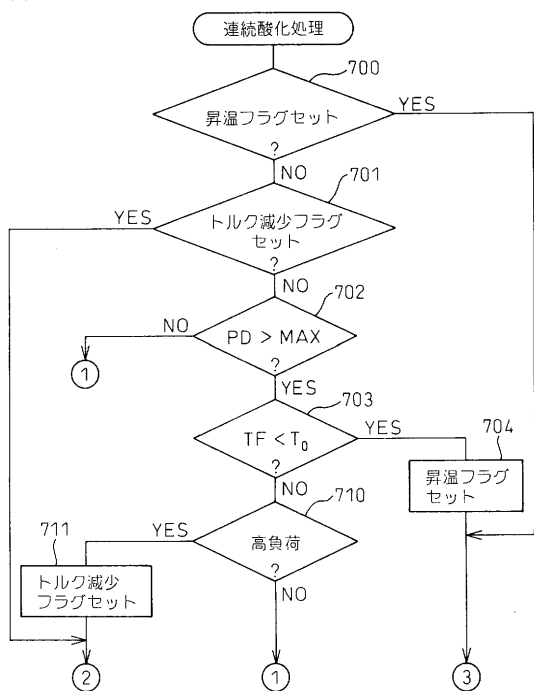 連続酸化処理
700
昇温フラグセット
?
YES
NO
701
YES
トルク減少フラグ
セット
?
NO
702
NO
PD > MAX
?
①
YES
703
TF < T₀
?
YES
704
昇温フラグ
セット
NO
710
YES
高負荷
?
711
トルク減少
フラグセット
NO
②
①
③